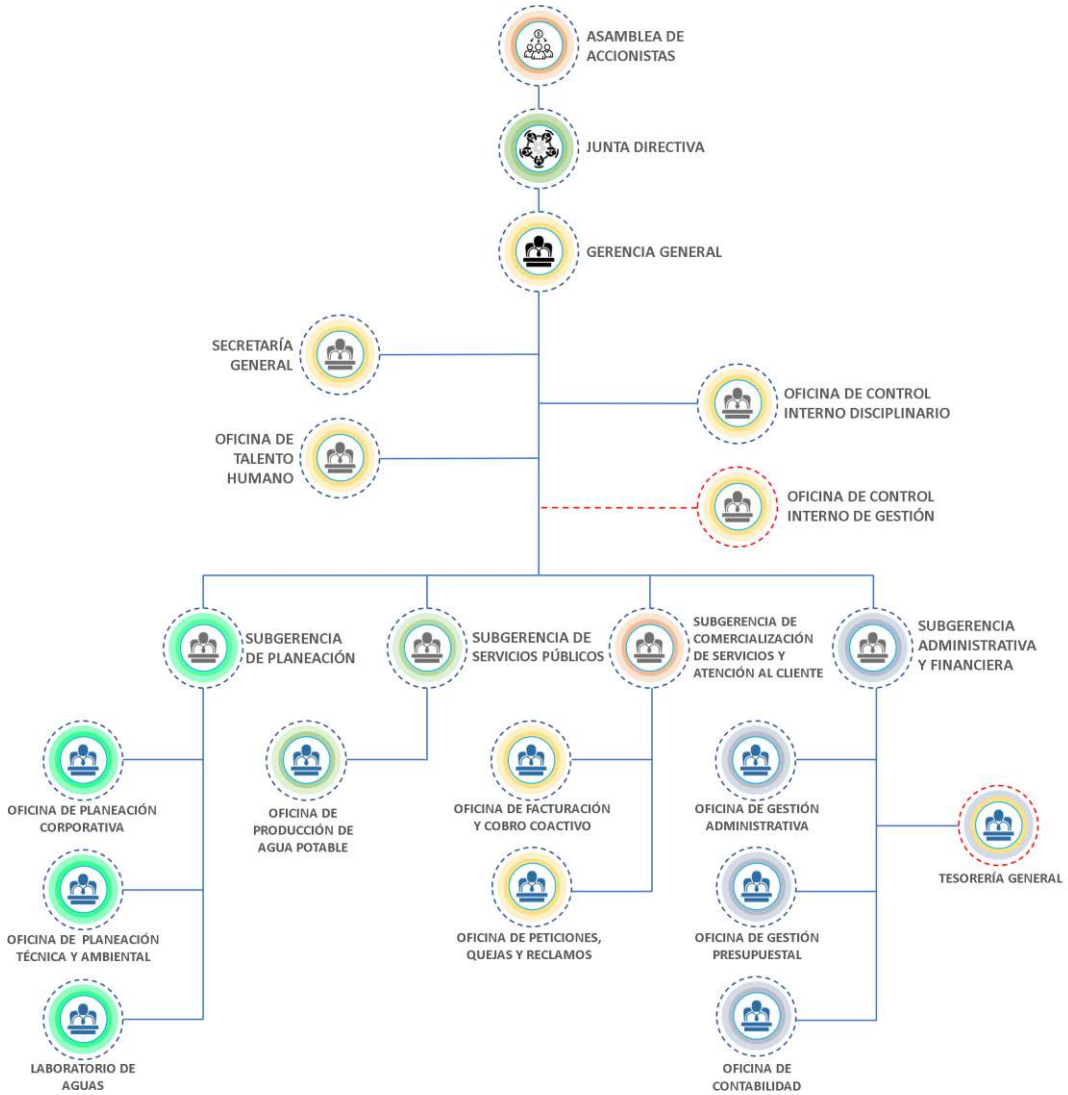 ASAMBLEA DE
ACCIONISTAS
JUNTA DIRECTIVA
GERENCIA GENERAL
SECRETARÍA
GENERAL
OFICINA DE CONTROL
INTERNO DISCIPLINARIO
OFICINA DE
TALENTO
HUMANO
OFICINA DE CONTROL
INTERNO DE GESTIÓN
SUBGERENCIA
DE PLANEACIÓN
SUBGERENCIA DE
SERVICIOS PÚBLICOS
SUBGERENCIA DE
COMERCIALIZACIÓN
DE SERVICIOS Y
ATENCIÓN AL CLIENTE
SUBGERENCIA
ADMINISTRATIVA
Y FINANCIERA
OFICINA DE PLANEACIÓN
CORPORATIVA
OFICINA DE
PRODUCCIÓN DE
AGUA POTABLE
OFICINA DE FACTURACIÓN
Y COBRO COACTIVO
OFICINA DE GESTIÓN
ADMINISTRATIVA
TESORERÍA GENERAL
OFICINA DE PLANEACIÓN
TÉCNICA Y AMBIENTAL
OFICINA DE PETICIONES,
QUEJAS Y RECLAMOS
OFICINA DE GESTIÓN
PRESUPUESTAL
LABORATORIO DE
AGUAS
OFICINA DE
CONTABILIDAD